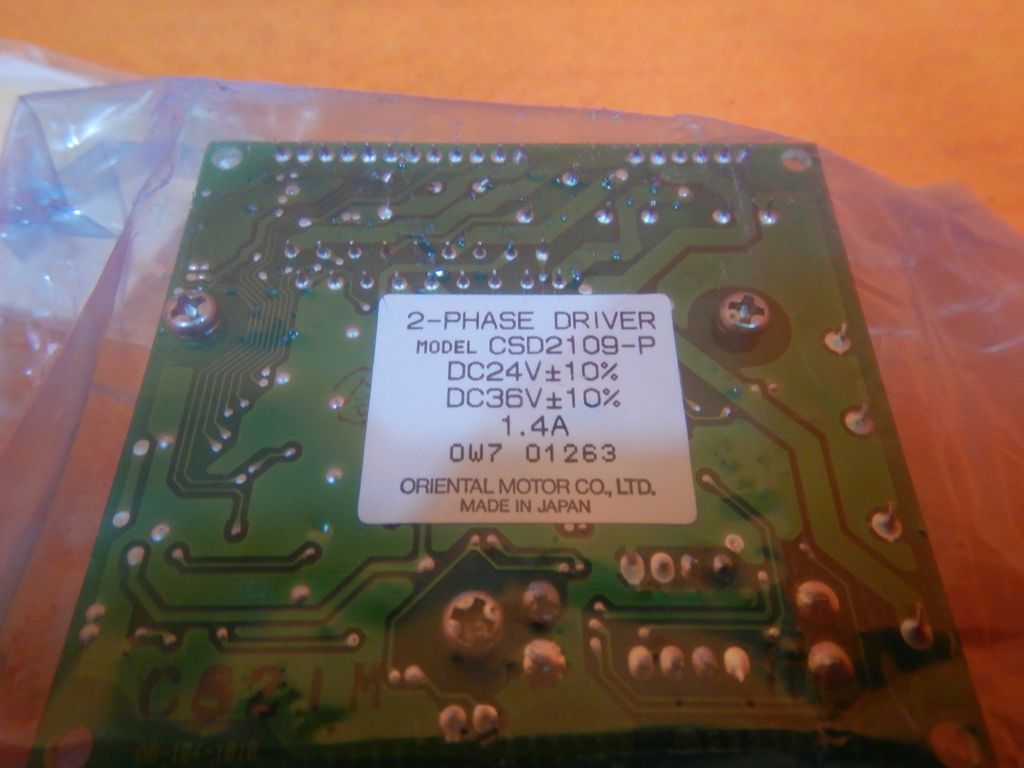 2-PHASE DRIVER
MODEL CSD2109-P
DC24V±10%
DC36V±10%
1.4A
0W7 01263
ORIENTAL MOTOR CO., LTD.
MADE IN JAPAN
C821M